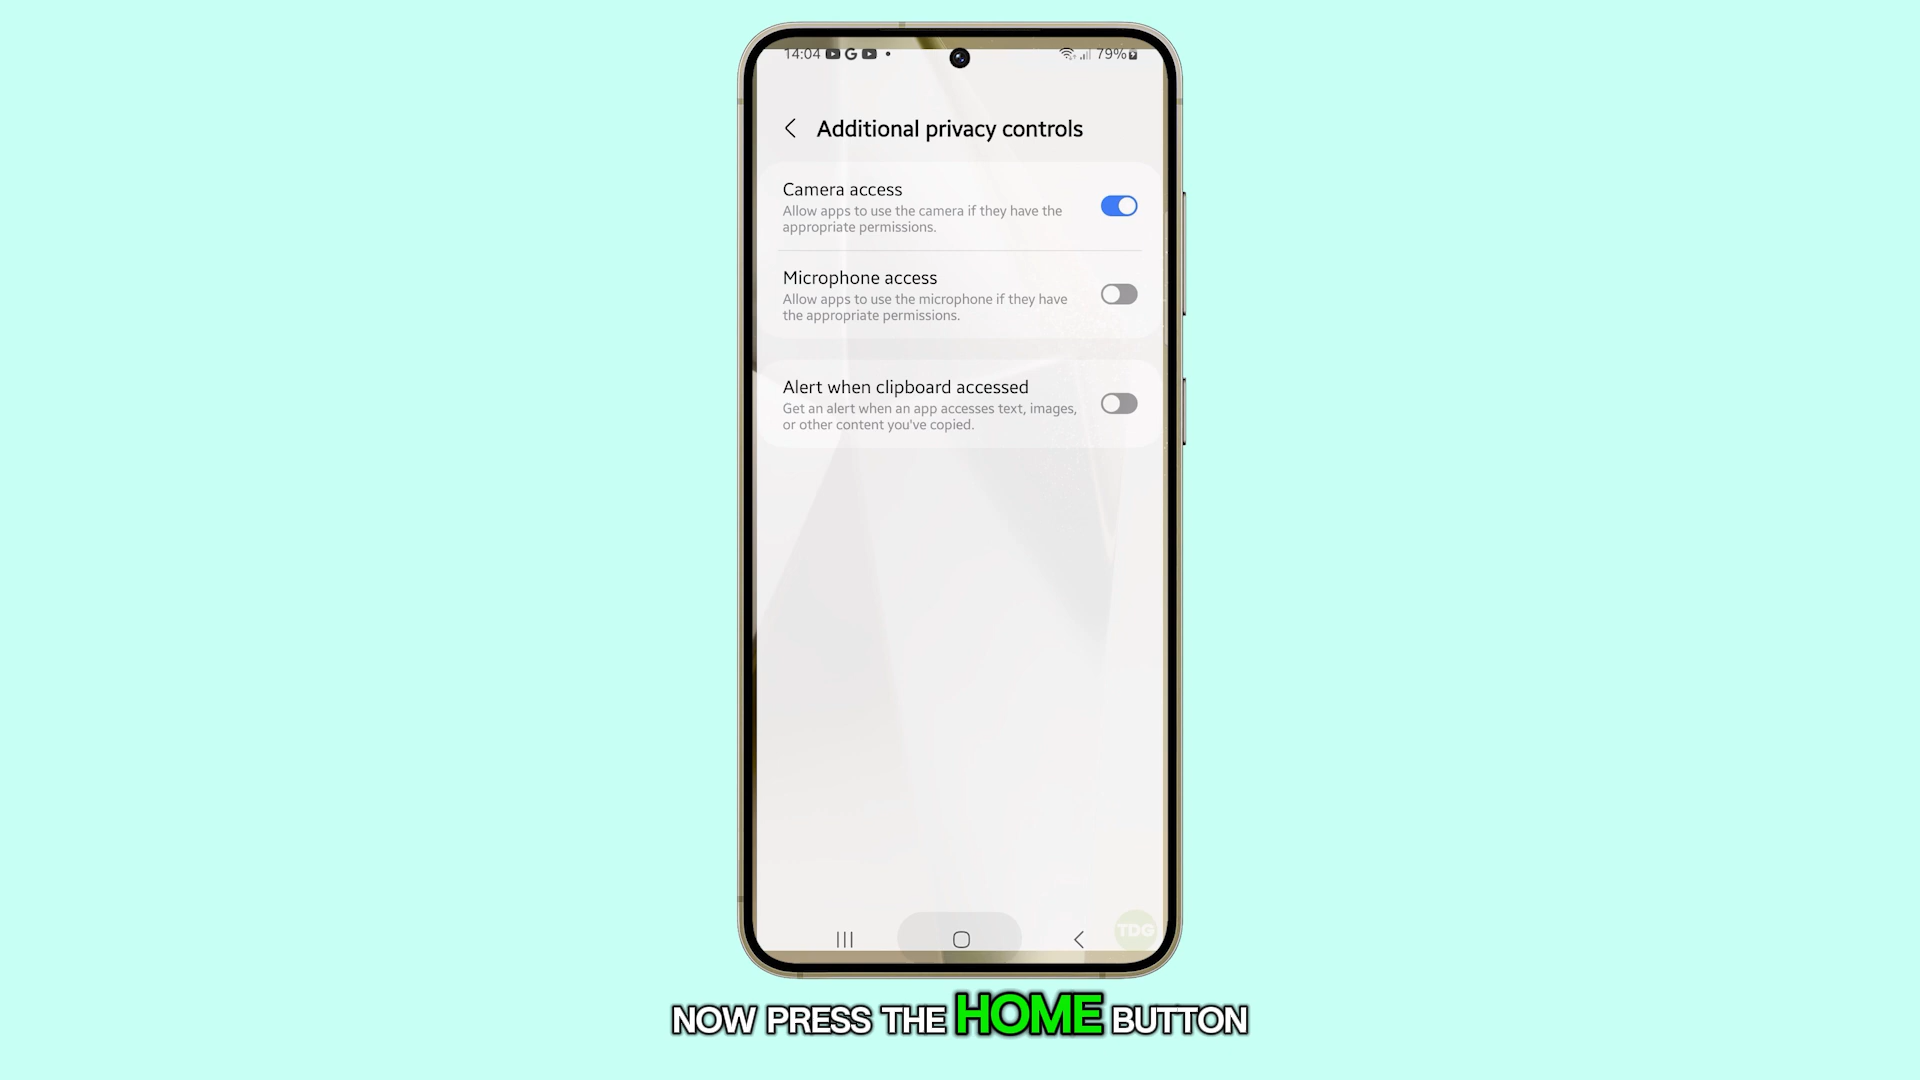 14:04
79%
Additional privacy controls
Camera access
Allow apps to use the camera if they have the
appropriate permissions.
Microphone access
Allow apps to use the microphone if they have
the appropriate permissions.
Alert when clipboard accessed
Get an alert when an app accesses text, images,
or other content you've copied.
TDG
NOW PRESS THE HOME BUTTON